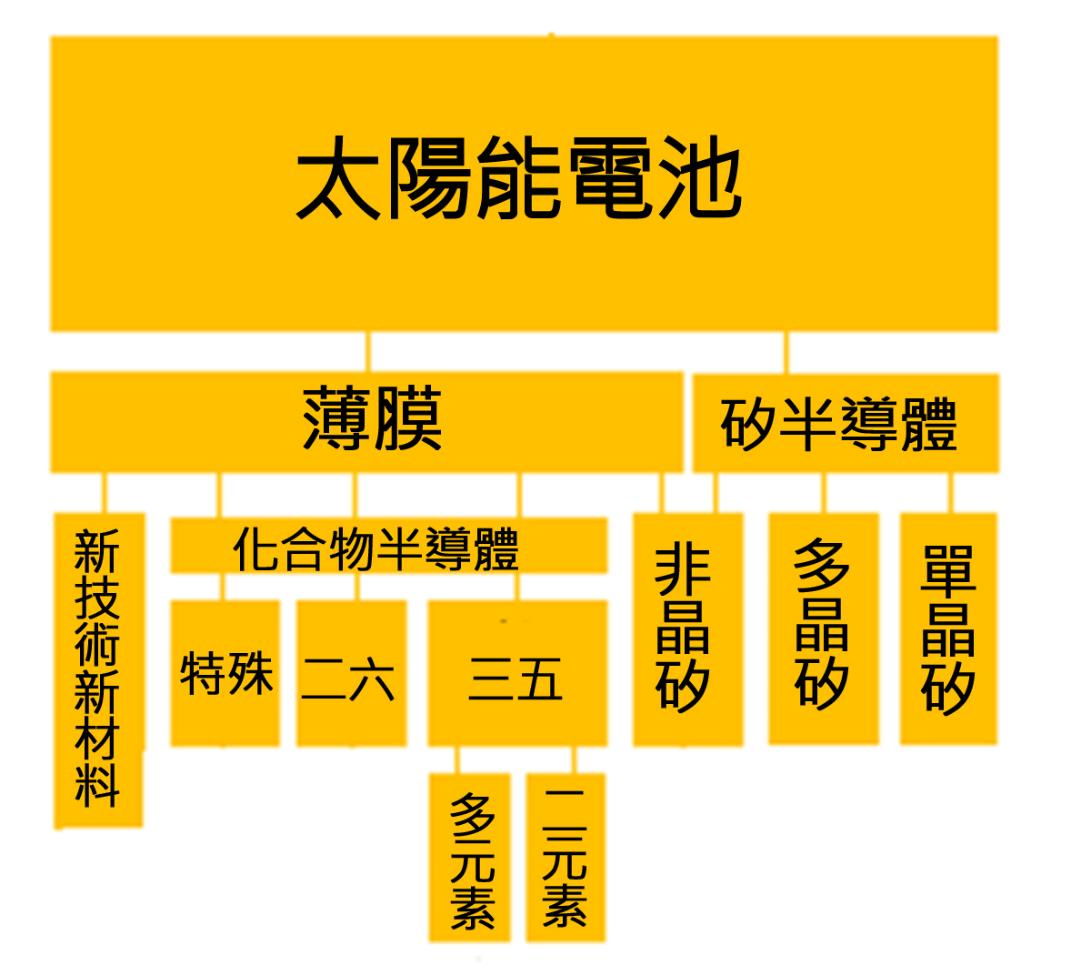 太陽能電池
薄膜
矽半導體
新技術新材料
化合物半導體
特殊
二六
三五
非晶矽
多晶矽
單晶矽
多元素
二三元素